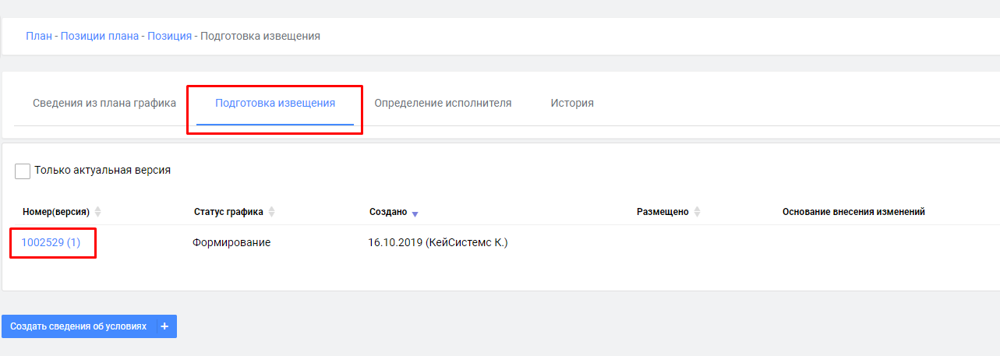 План - Позиции плана - Позиция - Подготовка извещения
Сведения из плана графика Подготовка извещения Определение исполнителя История
Только актуальная версия
Номер(версия) Статус графика Создано Размещено Основание внесения изменений
1002529 (1) Формирование 16.10.2019 (КейСистемс К.)
Создать сведения об условиях +